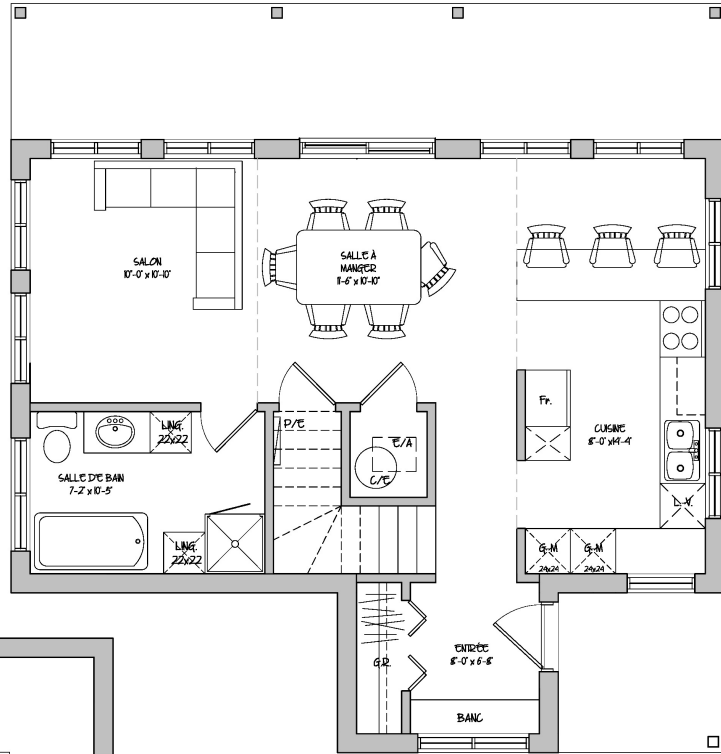 SALON
10'-0" x 10'-10"
SALLE À
MANGER
11'-6" x 10'-10"
Fr.
CUISINE
8'-0" x14'-4"
LING.
22x22
P/E
E/A
C/E
SALLE DE BAIN
7'-2" x 10'-5"
L.-V.
LING.
22x22
G-M
24x24
G-M
24x24
G.R.
ENTRÉE
8'-0" x 6'-8"
BANC